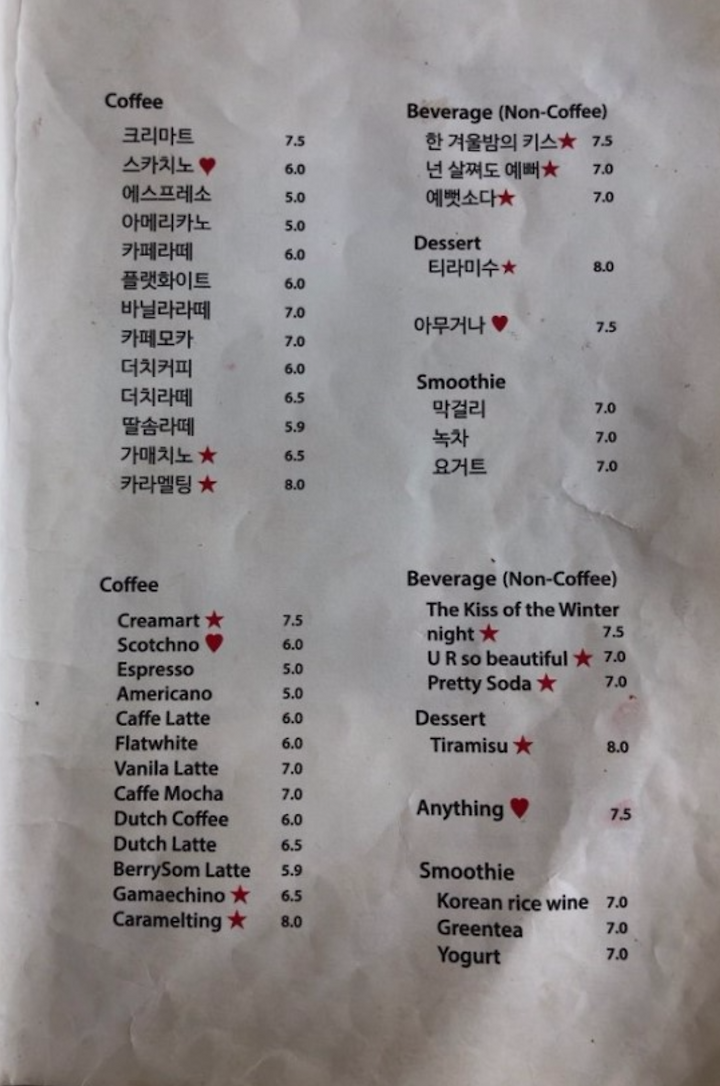 Coffee
크리마트 7.5
스카치노 ♥ 6.0
에스프레소 5.0
아메리카노 5.0
카페라떼 6.0
플랫화이트 6.0
바닐라라떼 7.0
카페모카 7.0
더치커피 6.0
더치라떼 6.5
딸솜라떼 5.9
가매치노 ★ 6.5
카라멜팅 ★ 8.0
Beverage (Non-Coffee)
한 겨울밤의 키스★ 7.5
넌 살쪄도 예뻐★ 7.0
예뻣소다★ 7.0
Dessert
티라미수★ 8.0
아무거나 ♥ 7.5
Smoothie
막걸리 7.0
녹차 7.0
요거트 7.0
Coffee
Creamart ★ 7.5
Scotchno ♥ 6.0
Espresso 5.0
Americano 5.0
Caffe Latte 6.0
Flatwhite 6.0
Vanila Latte 7.0
Caffe Mocha 7.0
Dutch Coffee 6.0
Dutch Latte 6.5
BerrySom Latte 5.9
Gamaechino ★ 6.5
Caramelting ★ 8.0
Beverage (Non-Coffee)
The Kiss of the Winter
night ★ 7.5
U R so beautiful ★ 7.0
Pretty Soda ★ 7.0
Dessert
Tiramisu ★ 8.0
Anything ♥ 7.5
Smoothie
Korean rice wine 7.0
Greentea 7.0
Yogurt 7.0